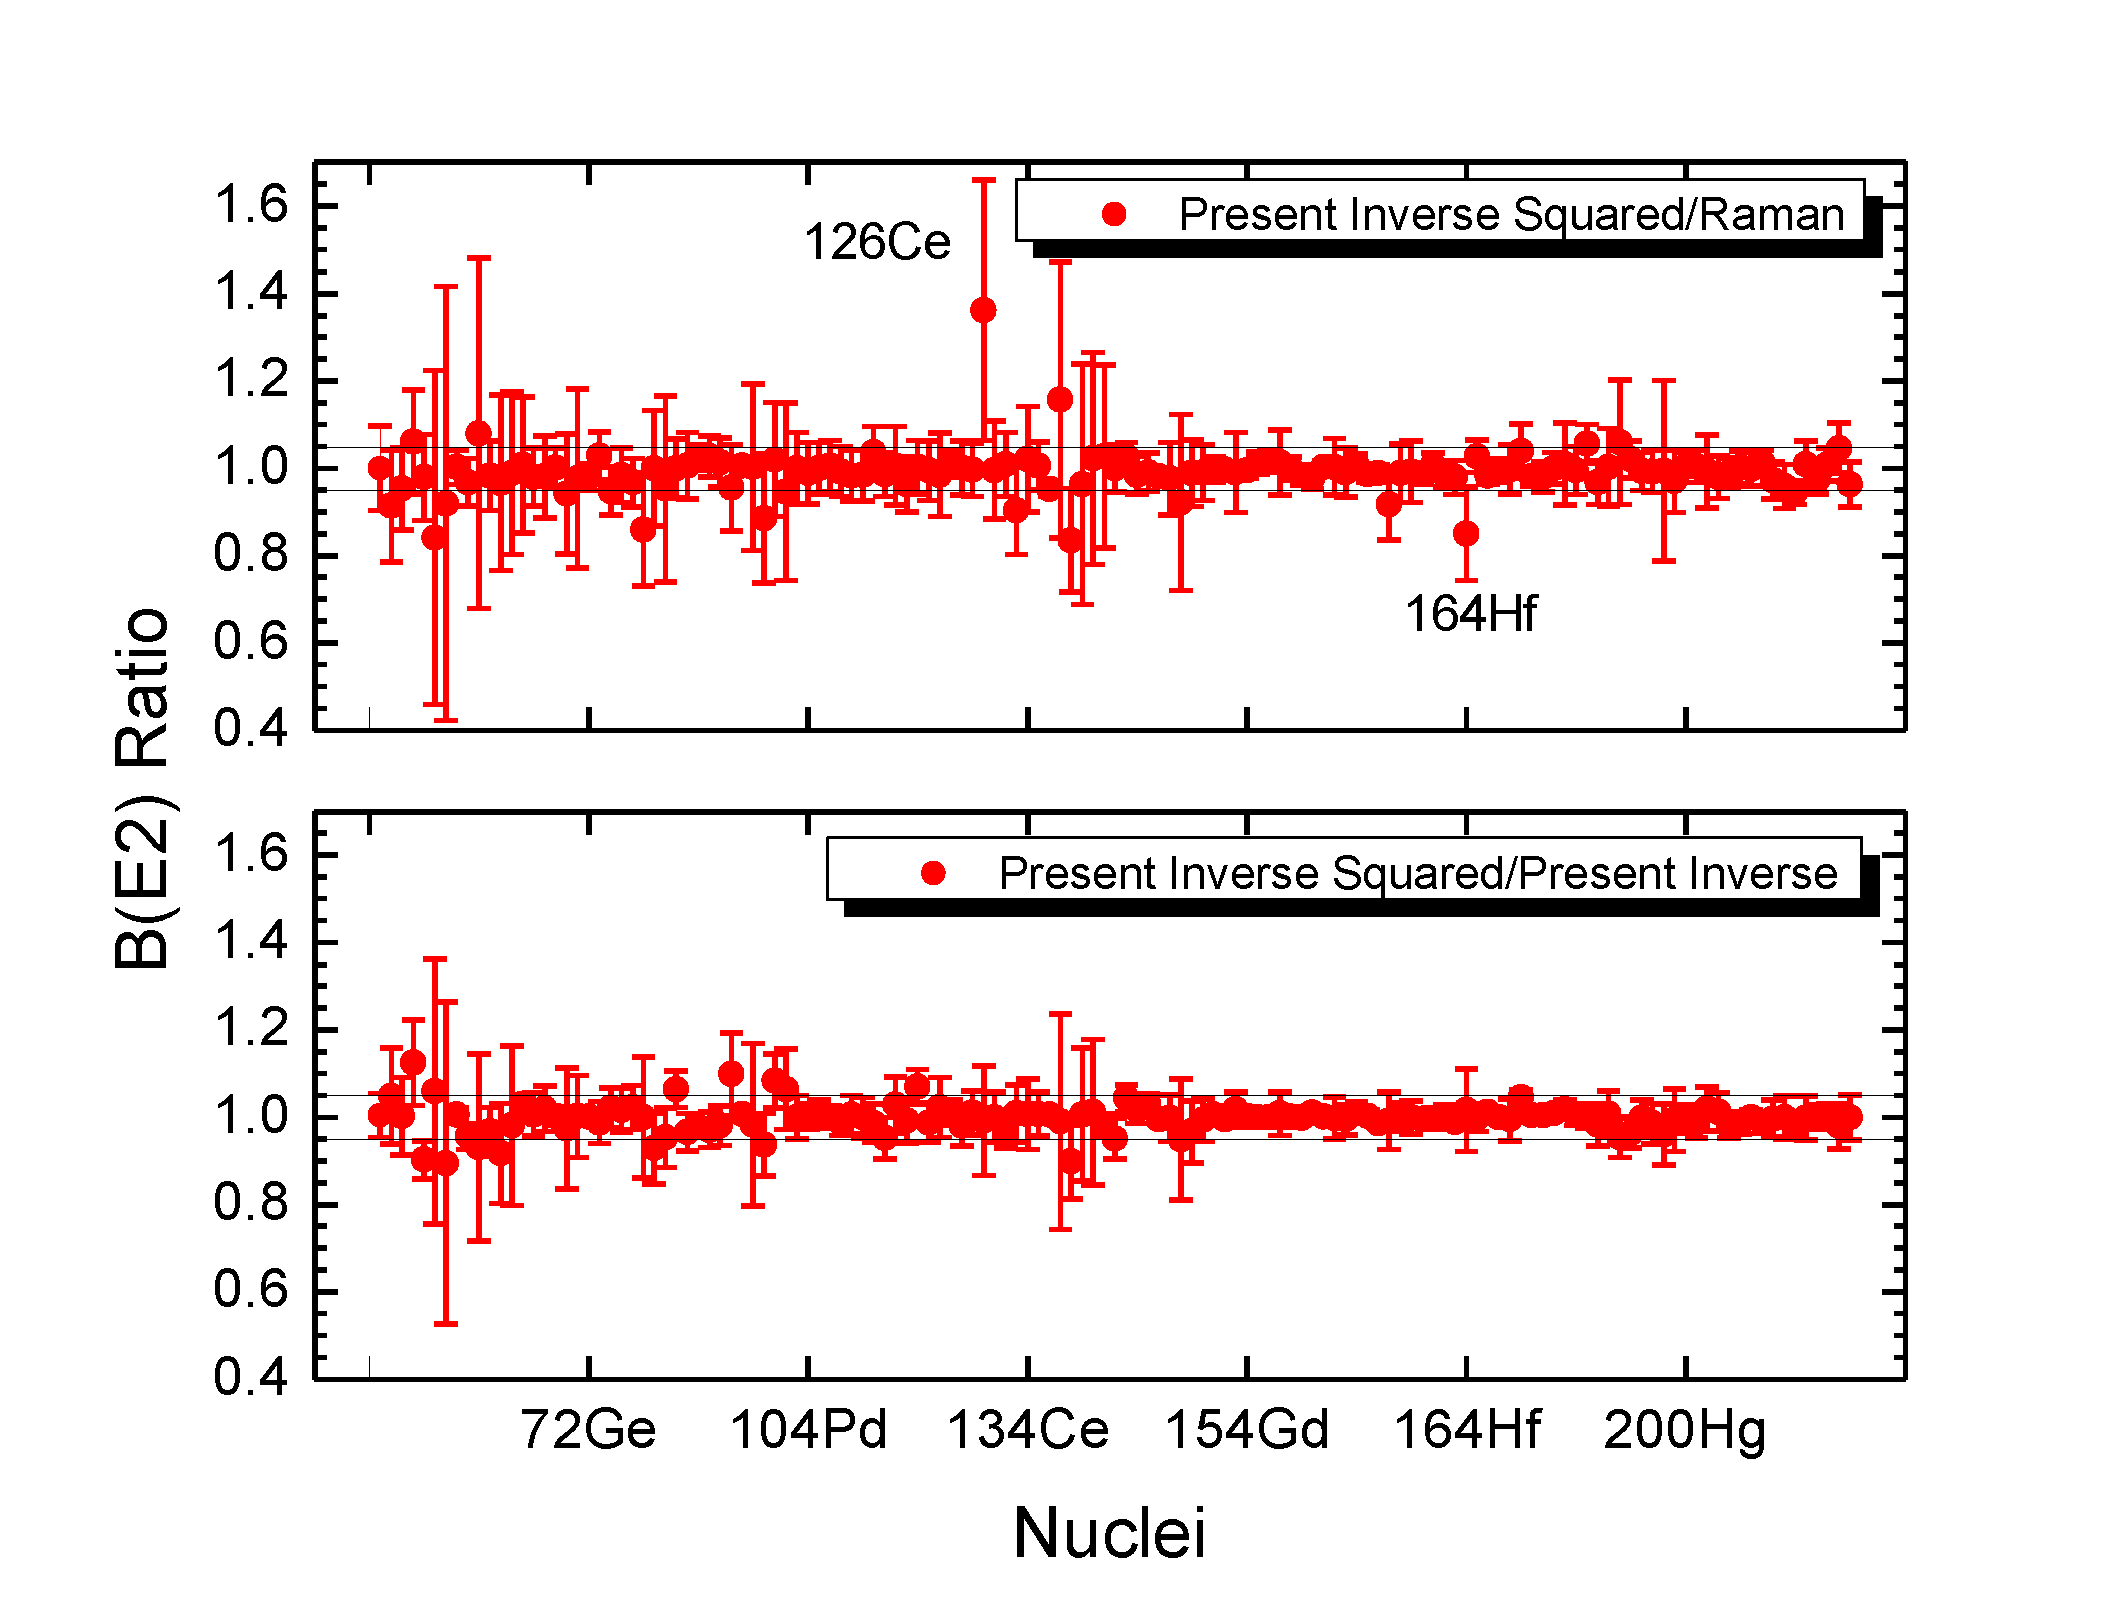 Present Inverse Squared/Raman
126Ce
164Hf
1.6
1.4
1.2
1.0
0.8
0.6
0.4
B(E2) Ratio
Present Inverse Squared/Present Inverse
1.6
1.4
1.2
1.0
0.8
0.6
0.4
72Ge 104Pd 134Ce 154Gd 164Hf 200Hg
Nuclei